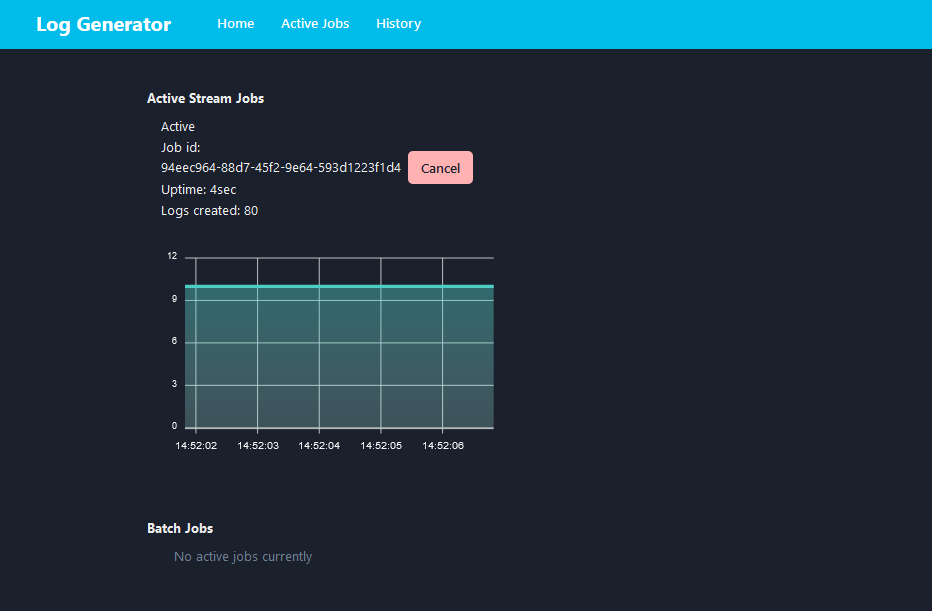 Log Generator Home Active Jobs History
Active Stream Jobs
Active
Job id:
94eec964-88d7-45f2-9e64-593d1223f1d4 Cancel
Uptime: 4sec
Logs created: 80
12
9
6
3
0
14:52:02 14:52:03 14:52:04 14:52:05 14:52:06
Batch Jobs
No active jobs currently